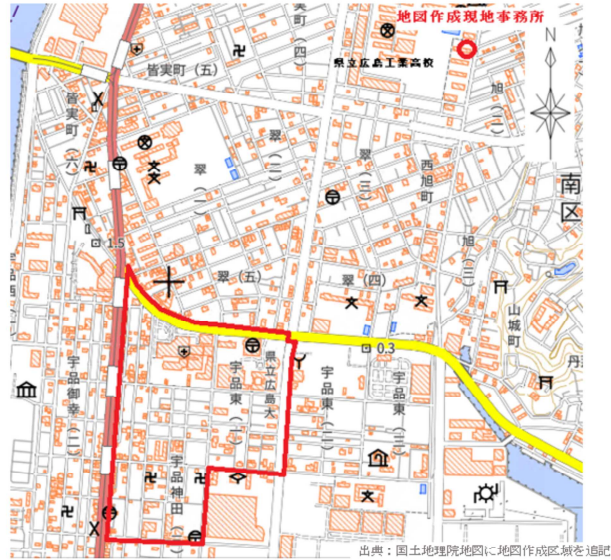 地図作成現地事務所
N
皆実町（五）
県立広島工業高校
皆実町（六）
翠（一）
翠（二）
翠（三）
西旭町
旭（二）
旭（三）
南区
1.5
翠（五）
翠（四）
山城町
0.3
宇品御幸（二）
県立広島大
宇品東（一）
宇品東（二）
宇品東（三）
宇品神田（一）
出典：国土地理院地図に地図作成区域を追記